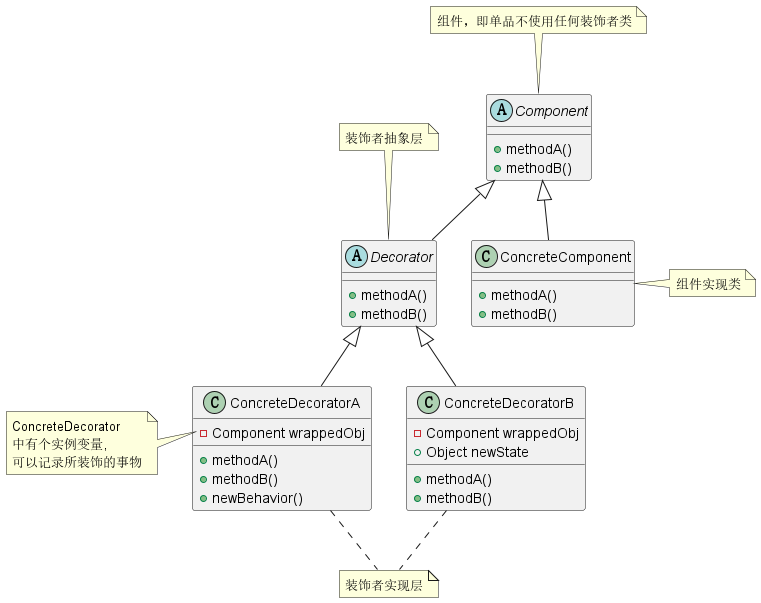 组件，即单品不使用任何装饰者类
A Component
methodA()
methodB()
装饰者抽象层
A Decorator
methodA()
methodB()
C ConcreteComponent
methodA()
methodB()
组件实现类
C ConcreteDecoratorA
Component wrappedObj
methodA()
methodB()
newBehavior()
C ConcreteDecoratorB
Component wrappedObj
Object newState
methodA()
methodB()
ConcreteDecorator
中有个实例变量,
可以记录所装饰的事物
装饰者实现层